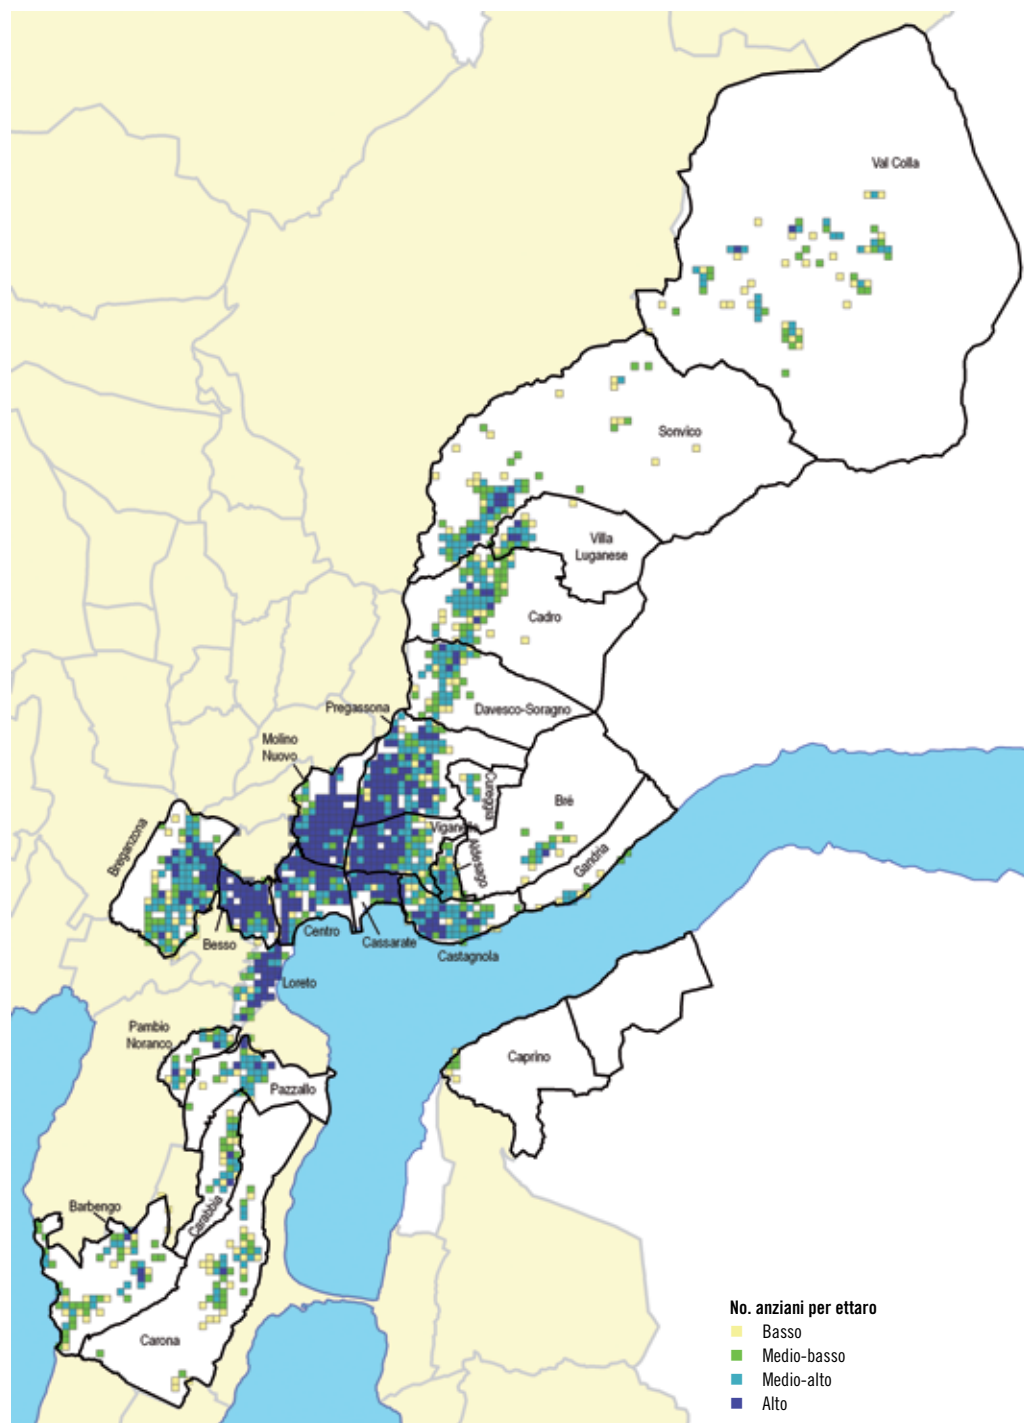 Val Colla
Sonvico
Villa
Luganese
Cadro
Pregassona
Davesco-Soragno
Molino
Nuovo
Cureggia
Bré
Viganello
Breganzona
Aldesago
Gandria
Besso
Centro
Cassarate
Castagnola
Loreto
Pambio
Noranco
Caprino
Pazzallo
Carabbia
Barbengo
Carona
No. anziani per ettaro
Basso
Medio-basso
Medio-alto
Alto